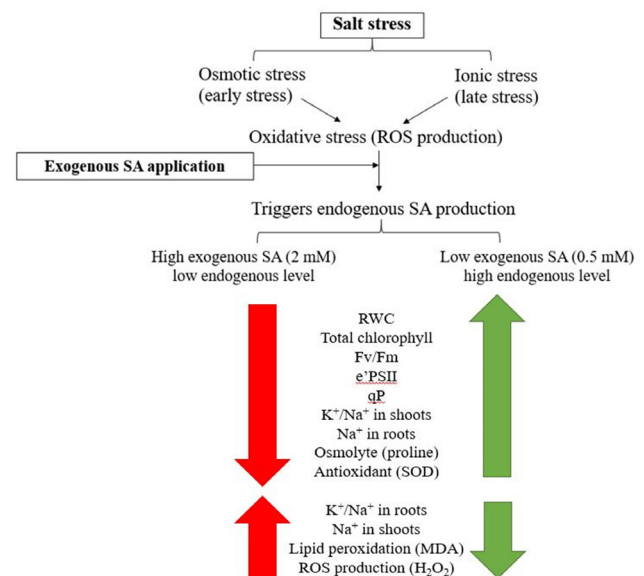 Salt stress
Osmotic stress
(early stress)
Ionic stress
(late stress)
Oxidative stress (ROS production)
Exogenous SA application
Triggers endogenous SA production
High exogenous SA (2 mM)
low endogenous level
Low exogenous SA (0.5 mM)
high endogenous level
RWC
Total chlorophyll
Fv/Fm
e'PSII
qP
K⁺/Na⁺ in shoots
Na⁺ in roots
Osmolyte (proline)
Antioxidant (SOD)
K⁺/Na⁺ in roots
Na⁺ in shoots
Lipid peroxidation (MDA)
ROS production (H₂O₂)